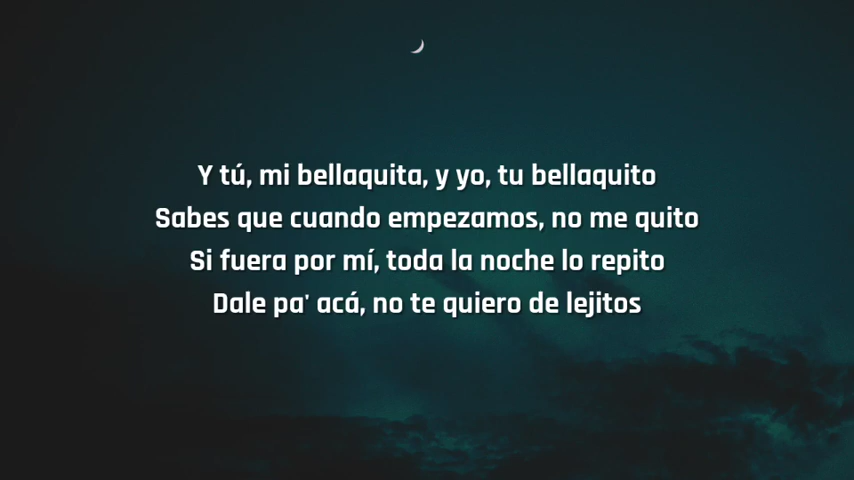 Y tú, mi bellaquita, y yo, tu bellaquito
Sabes que cuando empezamos, no me quito
Si fuera por mí, toda la noche lo repito
Dale pa' acá, no te quiero de lejitos